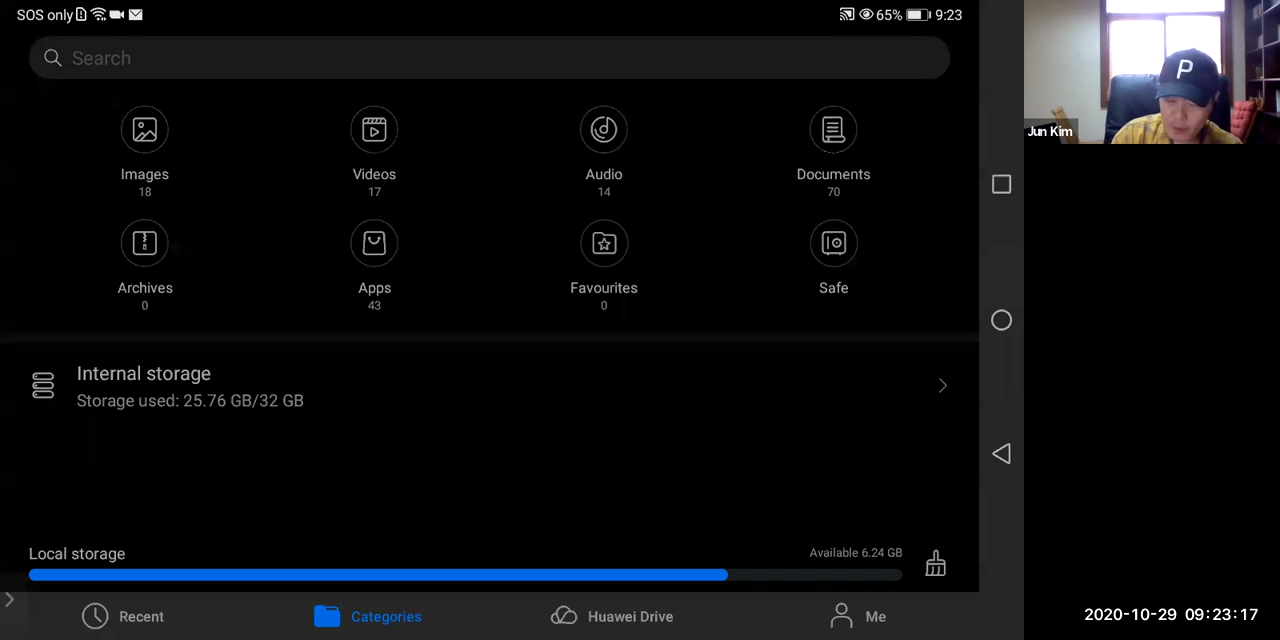 SOS only 65% 9:23
Search
Images Videos Audio Documents
18 17 14 70
Archives Apps Favourites Safe
0 43 0
Internal storage
Storage used: 25.76 GB/32 GB
Local storage Available 6.24 GB
Recent Categories Huawei Drive Me
P
Jun Kim
2020-10-29 09:23:17